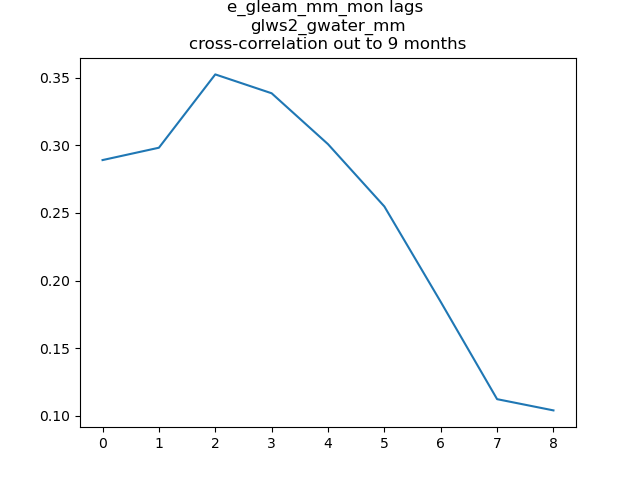 e_gleam_mm_mon lags
glws2_gwater_mm
cross-correlation out to 9 months
0.35
0.30
0.25
0.20
0.15
0.10
0 1 2 3 4 5 6 7 8